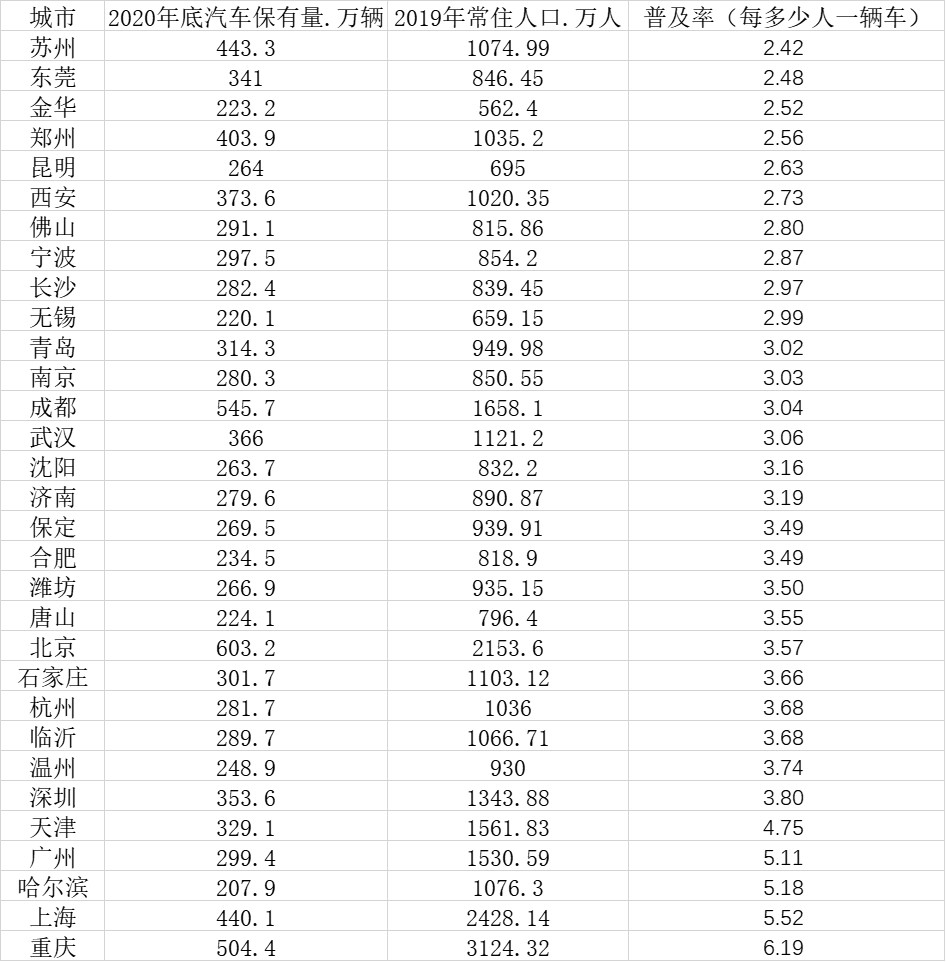 城市 2020年底汽车保有量.万辆 2019年常住人口.万人 普及率（每多少人一辆车）
苏州 443.3 1074.99 2.42
东莞 341 846.45 2.48
金华 223.2 562.4 2.52
郑州 403.9 1035.2 2.56
昆明 264 695 2.63
西安 373.6 1020.35 2.73
佛山 291.1 815.86 2.80
宁波 297.5 854.2 2.87
长沙 282.4 839.45 2.97
无锡 220.1 659.15 2.99
青岛 314.3 949.98 3.02
南京 280.3 850.55 3.03
成都 545.7 1658.1 3.04
武汉 366 1121.2 3.06
沈阳 263.7 832.2 3.16
济南 279.6 890.87 3.19
保定 269.5 939.91 3.49
合肥 234.5 818.9 3.49
潍坊 266.9 935.15 3.50
唐山 224.1 796.4 3.55
北京 603.2 2153.6 3.57
石家庄 301.7 1103.12 3.66
杭州 281.7 1036 3.68
临沂 289.7 1066.71 3.68
温州 248.9 930 3.74
深圳 353.6 1343.88 3.80
天津 329.1 1561.83 4.75
广州 299.4 1530.59 5.11
哈尔滨 207.9 1076.3 5.18
上海 440.1 2428.14 5.52
重庆 504.4 3124.32 6.19